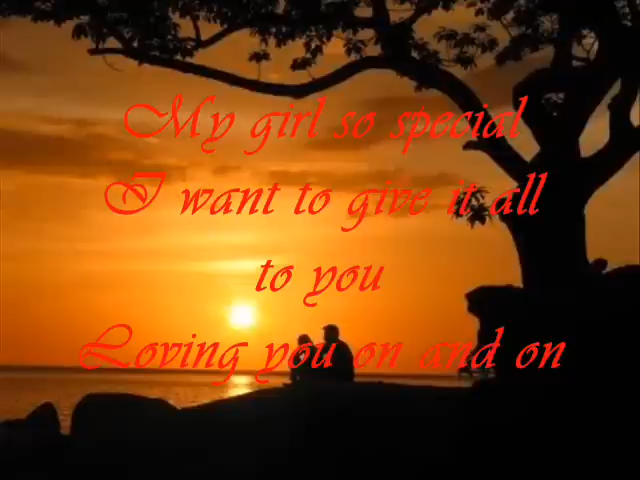 My girl so special
I want to give it all
to you
Loving you on and on